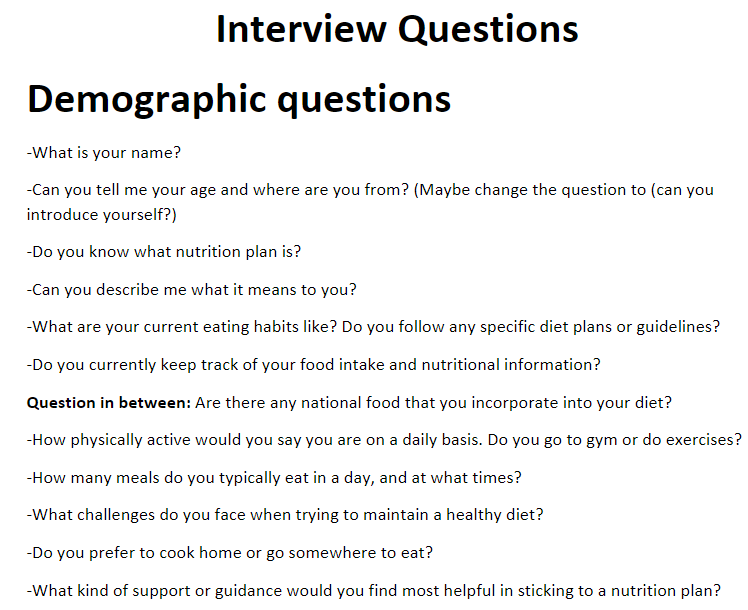 Interview Questions
Demographic questions
-What is your name?
-Can you tell me your age and where are you from? (Maybe change the question to (can you
introduce yourself?)
-Do you know what nutrition plan is?
-Can you describe me what it means to you?
-What are your current eating habits like? Do you follow any specific diet plans or guidelines?
-Do you currently keep track of your food intake and nutritional information?
Question in between: Are there any national food that you incorporate into your diet?
-How physically active would you say you are on a daily basis. Do you go to gym or do exercises?
-How many meals do you typically eat in a day, and at what times?
-What challenges do you face when trying to maintain a healthy diet?
-Do you prefer to cook home or go somewhere to eat?
-What kind of support or guidance would you find most helpful in sticking to a nutrition plan?